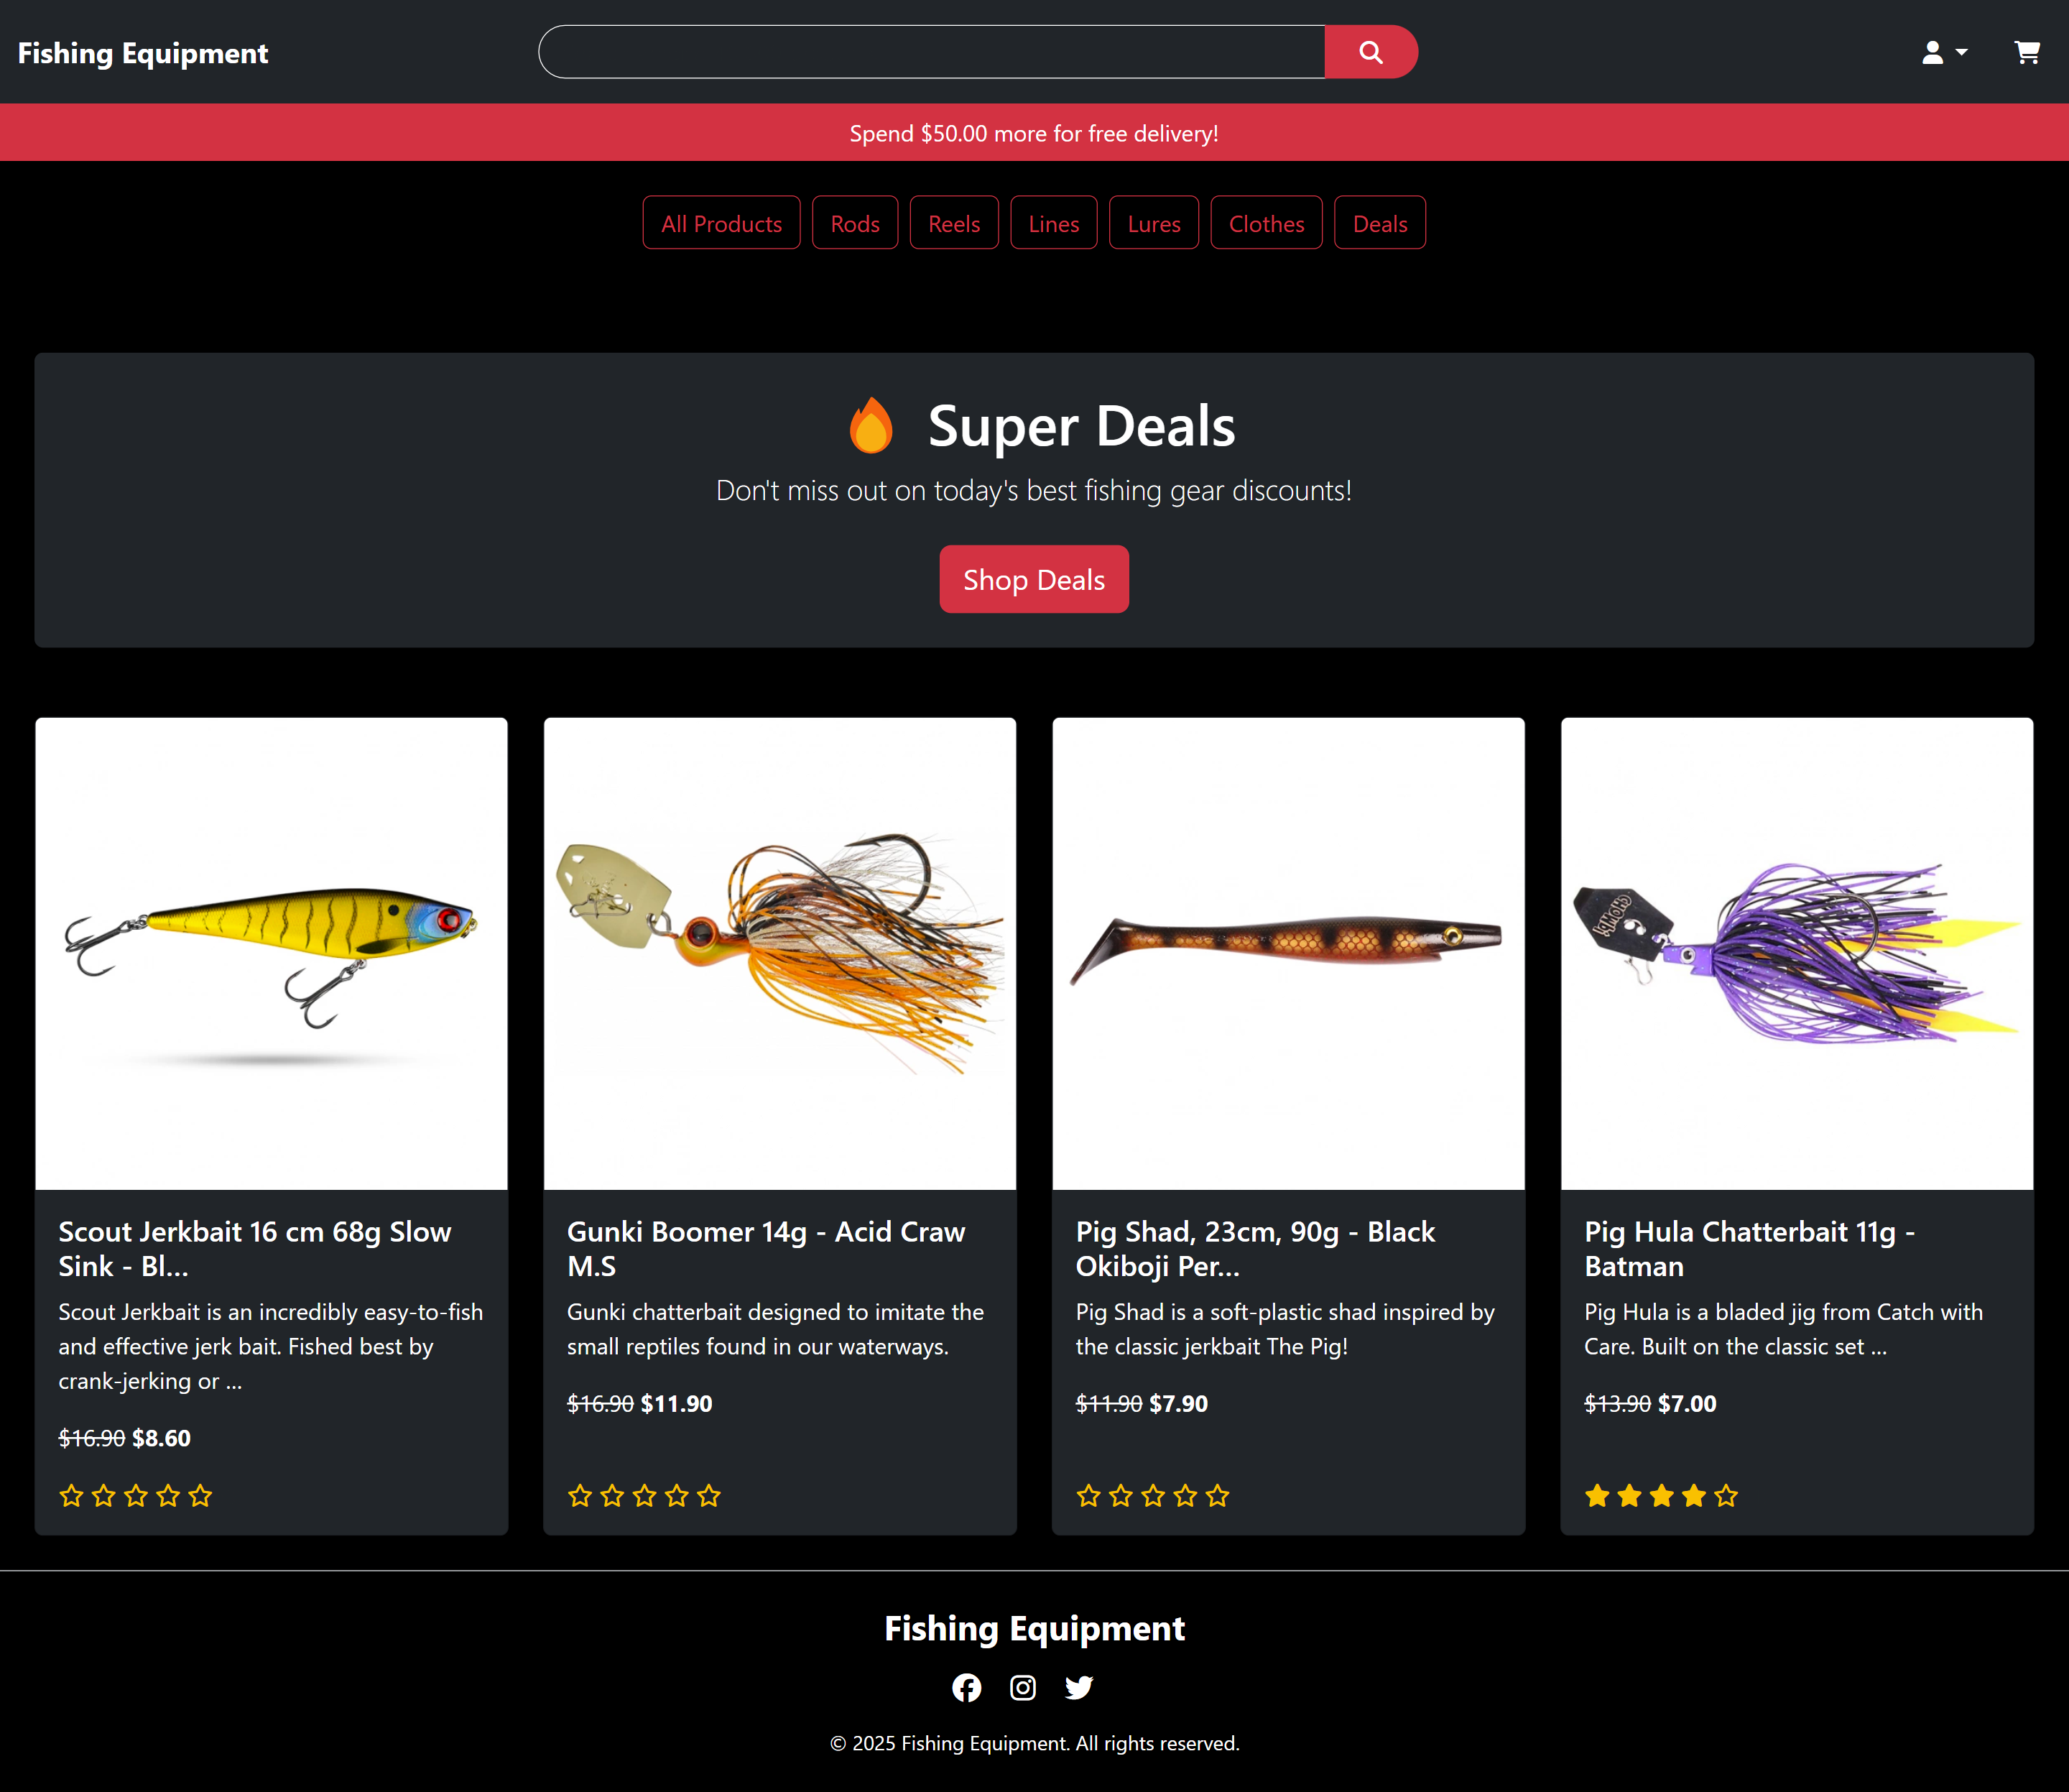 Fishing Equipment
Spend $50.00 more for free delivery!
All Products
Rods
Reels
Lines
Lures
Clothes
Deals
Super Deals
Don't miss out on today's best fishing gear discounts!
Shop Deals
Scout Jerkbait 16 cm 68g Slow
Sink - Bl...
Scout Jerkbait is an incredibly easy-to-fish
and effective jerk bait. Fished best by
crank-jerking or ...
$16.90 $8.60
Gunki Boomer 14g - Acid Craw
M.S
Gunki chatterbait designed to imitate the
small reptiles found in our waterways.
$16.90 $11.90
Pig Shad, 23cm, 90g - Black
Okiboji Per...
Pig Shad is a soft-plastic shad inspired by
the classic jerkbait The Pig!
$11.90 $7.90
Pig Hula Chatterbait 11g -
Batman
Pig Hula is a bladed jig from Catch with
Care. Built on the classic set ...
$13.90 $7.00
Fishing Equipment
© 2025 Fishing Equipment. All rights reserved.